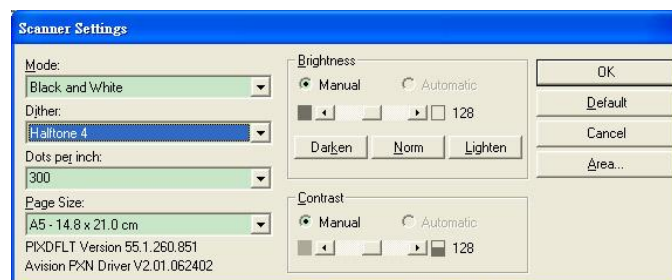 Scanner Settings
Mode:
Black and White
Dither:
Halftone 4
Dots per inch:
300
Page Size:
A5 - 14.8 x 21.0 cm
PIXDFLT Version 55.1.260.851
Avision PXN Driver V2.01.062402
Brightness
Manual
Automatic
128
Darken
Norm
Lighten
Contrast
Manual
Automatic
128
OK
Default
Cancel
Area...